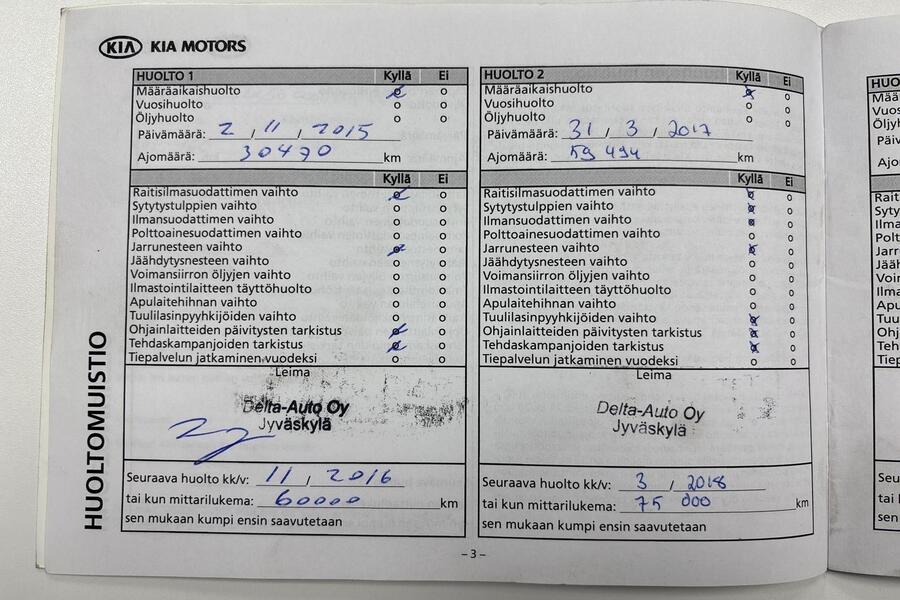 KIA KIA MOTORS
HUOLTO 1 Kyllä Ei
Määräaikaishuolto
Vuosihuolto
Öljyhuolto
Päivämäärä: 2 / 11 / 2015
Ajomäärä: 30470 km
Kyllä Ei
Raitisilmasuodattimen vaihto
Sytytystulppien vaihto
Ilmansuodattimen vaihto
Polttoainesuodattimen vaihto
Jarrunesteen vaihto
Jäähdytysnesteen vaihto
Voimansiirron öljyjen vaihto
Ilmastointilaitteen täyttöhuolto
Apulaitehihnan vaihto
Tuulilasinpyyhkijöiden vaihto
Ohjainlaitteiden päivitysten tarkistus
Tehdaskampanjoiden tarkistus
Tiepalvelun jatkaminen vuodeksi
Leima
Delta-Auto Oy
Jyväskylä
Seuraava huolto kk/v: 11 / 2016
tai kun mittarilukema: 60000 km
sen mukaan kumpi ensin saavutetaan
HUOLTO 2 Kyllä Ei
Määräaikaishuolto
Vuosihuolto
Öljyhuolto
Päivämäärä: 31 / 3 / 2017
Ajomäärä: 59 494 km
Kyllä Ei
Raitisilmasuodattimen vaihto
Sytytystulppien vaihto
Ilmansuodattimen vaihto
Polttoainesuodattimen vaihto
Jarrunesteen vaihto
Jäähdytysnesteen vaihto
Voimansiirron öljyjen vaihto
Ilmastointilaitteen täyttöhuolto
Apulaitehihnan vaihto
Tuulilasinpyyhkijöiden vaihto
Ohjainlaitteiden päivitysten tarkistus
Tehdaskampanjoiden tarkistus
Tiepalvelun jatkaminen vuodeksi
Leima
Delta-Auto Oy
Jyväskylä
Seuraava huolto kk/v: 3 / 2018
tai kun mittarilukema: 75 000 km
sen mukaan kumpi ensin saavutetaan
HUOLTOMUISTIO
– 3 –